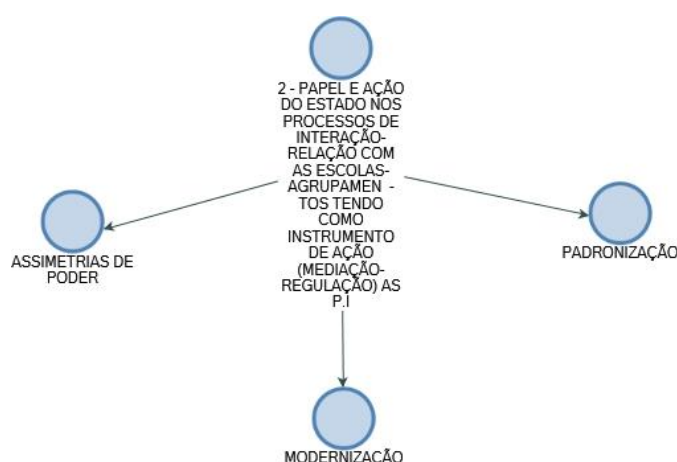 2 - PAPEL E AÇÃO
DO ESTADO NOS
PROCESSOS DE
INTERAÇÃO-
RELAÇÃO COM
AS ESCOLAS-
AGRUPAMEN -
TOS TENDO
COMO
INSTRUMENTO
DE AÇÃO
(MEDIAÇÃO-
REGULAÇÃO) AS
P.I
ASSIMETRIAS DE
PODER
PADRONIZAÇÃO
MODERNIZAÇÃO